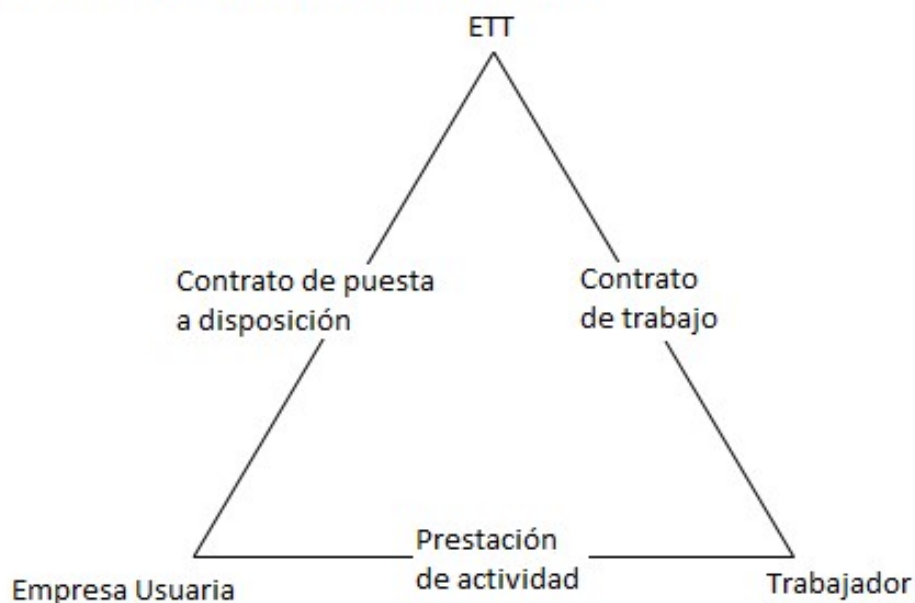 ETT
Contrato de puesta
a disposición
Contrato
de trabajo
Prestación
de actividad
Empresa Usuaria
Trabajador